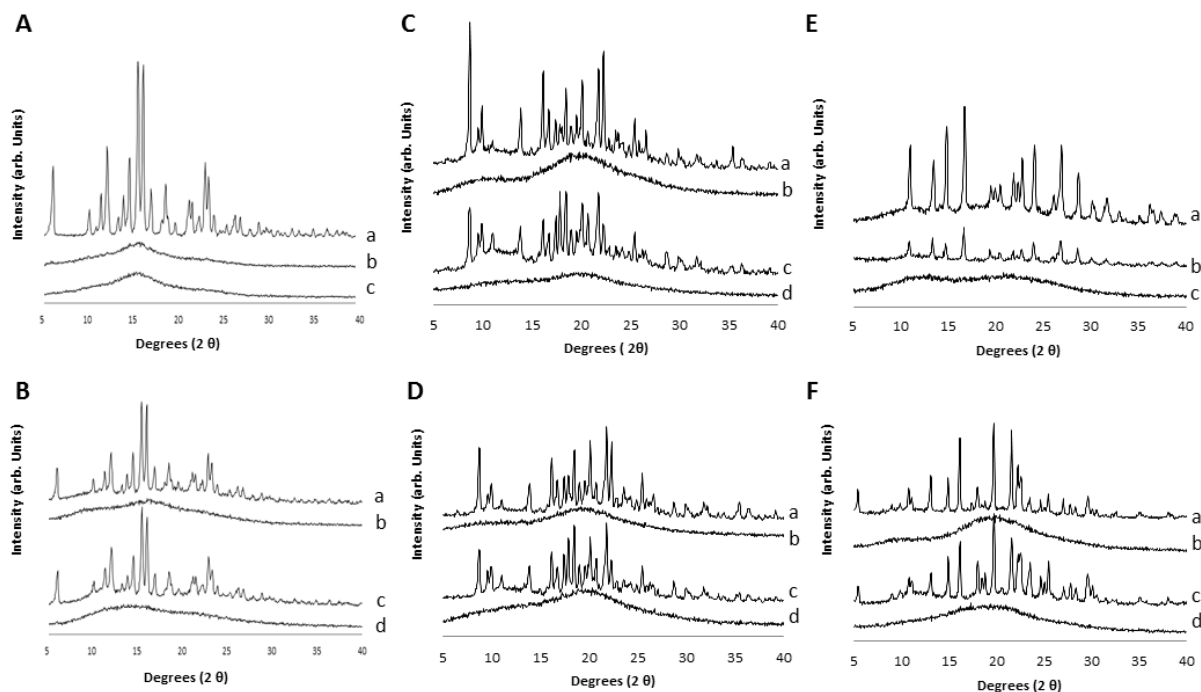 A
Intensity (arb. Units)
a
b
c
5 10 15 20 25 30 35 40
Degrees (2 θ)
B
Intensity (arb. Units)
a
b
c
d
5 10 15 20 25 30 35 40
Degrees (2 θ)
C
Intensity (arb. Units)
a
b
c
d
5 10 15 20 25 30 35 40
Degrees ( 2θ)
D
Intensity (arb. Units)
a
b
c
d
5 10 15 20 25 30 35 40
Degrees (2 θ)
E
Intensity (arb. Units)
a
b
c
5 10 15 20 25 30 35 40
Degrees (2 θ)
F
Intensity (arb. Units)
a
b
c
d
5 10 15 20 25 30 35 40
Degrees (2 θ)